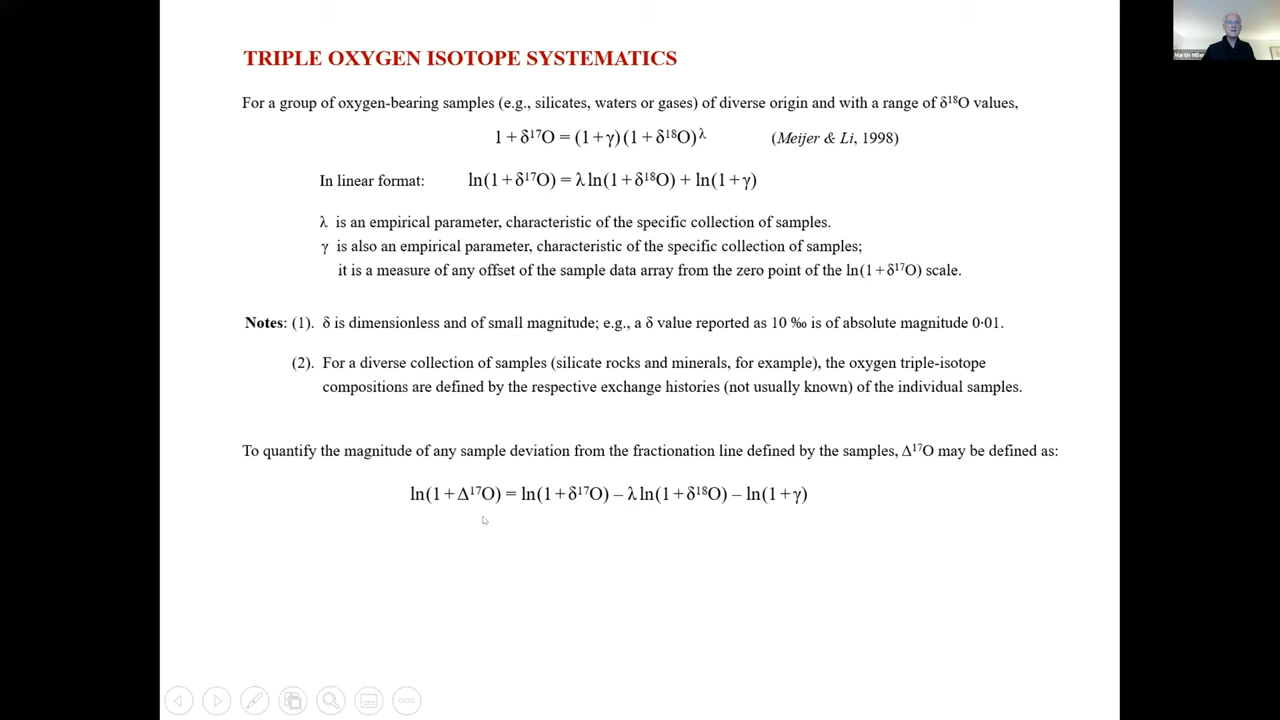 TRIPLE OXYGEN ISOTOPE SYSTEMATICS
For a group of oxygen-bearing samples (e.g., silicates, waters or gases) of diverse origin and with a range of δ¹⁸O values,
1 + δ¹⁷O = (1 + γ) (1 + δ¹⁸O)^λ (Meijer & Li, 1998)
In linear format: ln(1 + δ¹⁷O) = λ ln(1 + δ¹⁸O) + ln(1 + γ)
λ is an empirical parameter, characteristic of the specific collection of samples.
γ is also an empirical parameter, characteristic of the specific collection of samples;
it is a measure of any offset of the sample data array from the zero point of the ln(1 + δ¹⁷O) scale.
Notes: (1). δ is dimensionless and of small magnitude; e.g., a δ value reported as 10 ‰ is of absolute magnitude 0·01.
(2). For a diverse collection of samples (silicate rocks and minerals, for example), the oxygen triple-isotope
compositions are defined by the respective exchange histories (not usually known) of the individual samples.
To quantify the magnitude of any sample deviation from the fractionation line defined by the samples, Δ¹⁷O may be defined as:
ln(1 + Δ¹⁷O) = ln(1 + δ¹⁷O) – λ ln(1 + δ¹⁸O) – ln(1 + γ)
Martin Miller